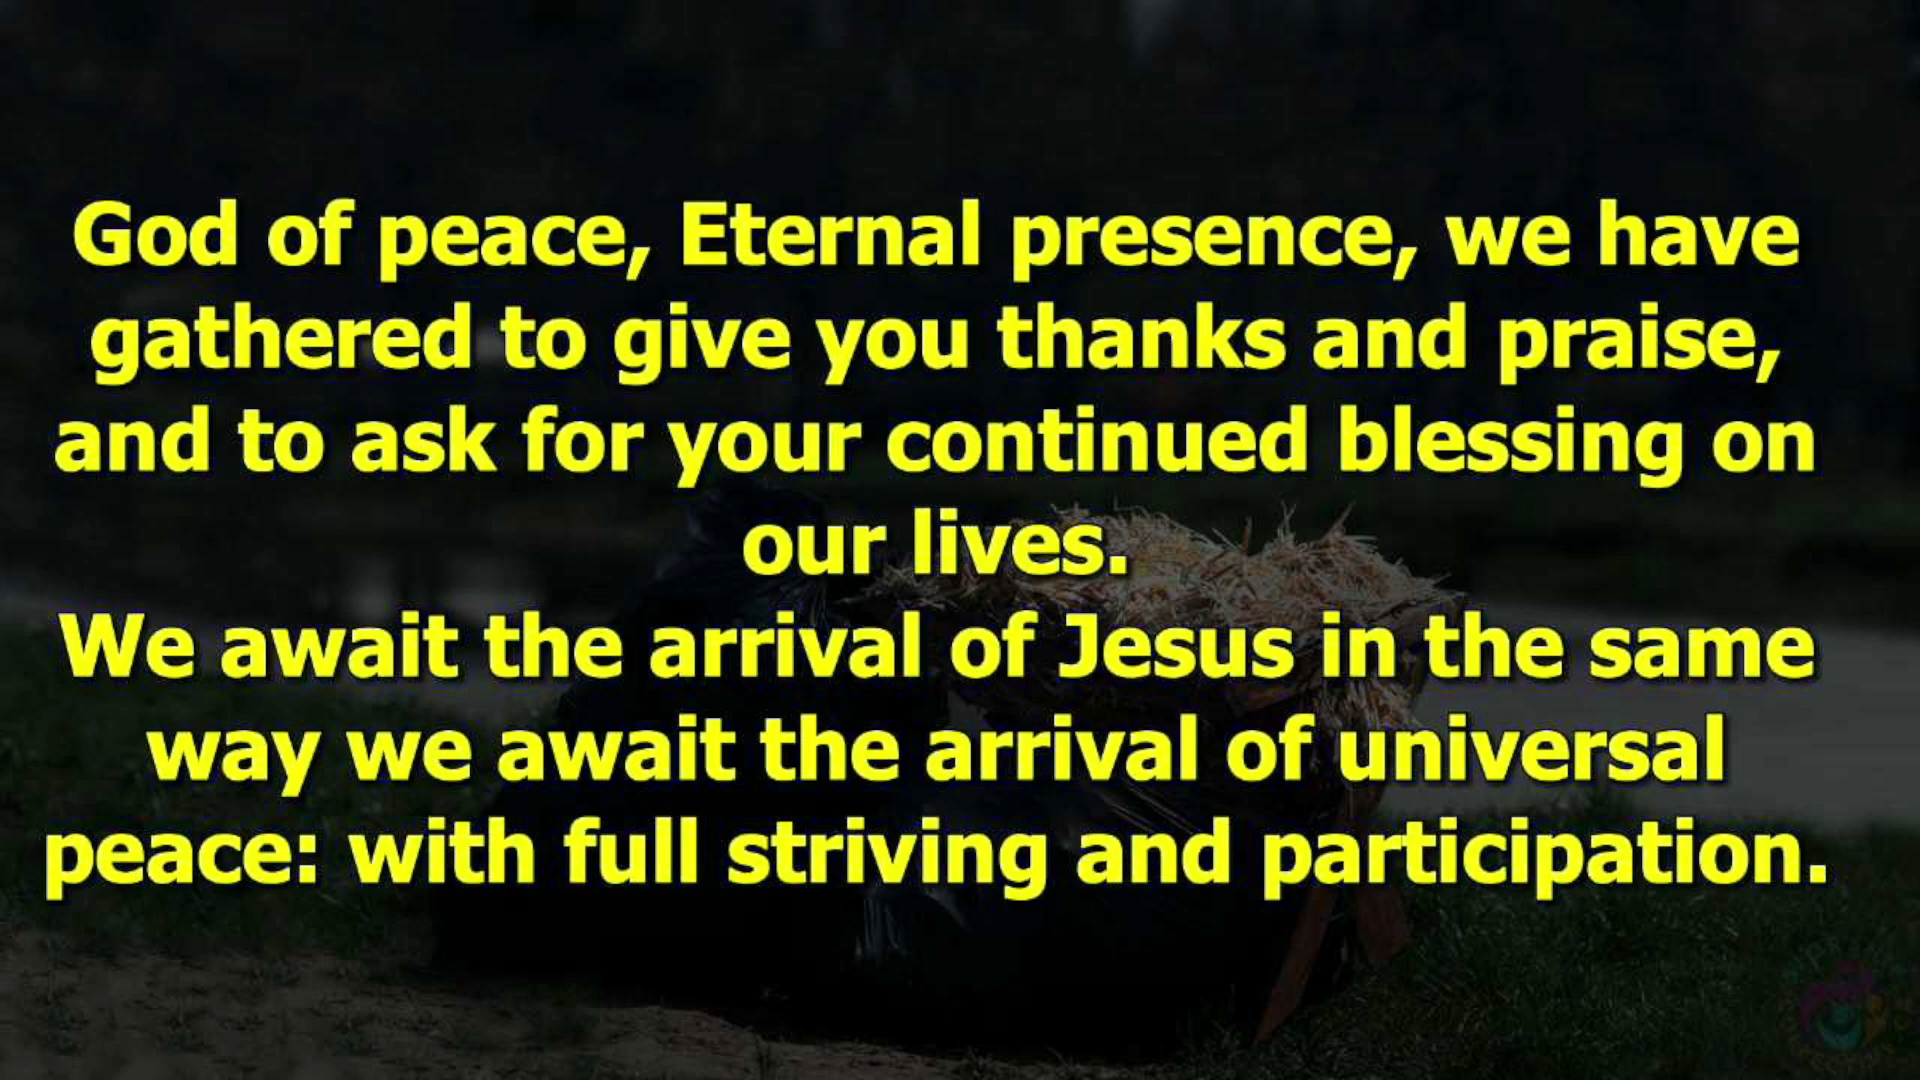 God of peace, Eternal presence, we have
gathered to give you thanks and praise,
and to ask for your continued blessing on
our lives.
We await the arrival of Jesus in the same
way we await the arrival of universal
peace: with full striving and participation.